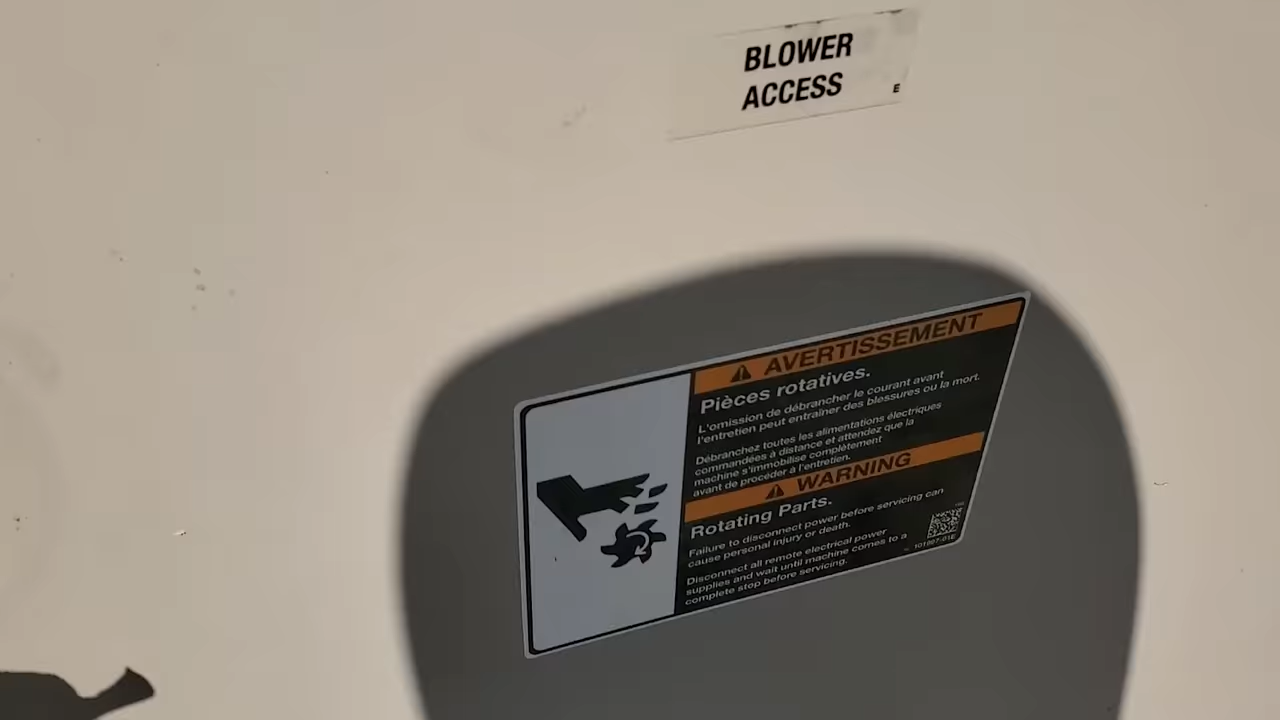 BLOWER
ACCESS
E
AVERTISSEMENT
Pièces rotatives.
L'omission de débrancher le courant avant
l'entretien peut entraîner des blessures ou la mort.
Débranchez toutes les alimentations électriques
commandées à distance et attendez que la
machine s'immobilise complètement
avant de procéder à l'entretien.
WARNING
Rotating Parts.
Failure to disconnect power before servicing can
cause personal injury or death.
Disconnect all remote electrical power
supplies and wait until machine comes to a
complete stop before servicing.
101907-01E